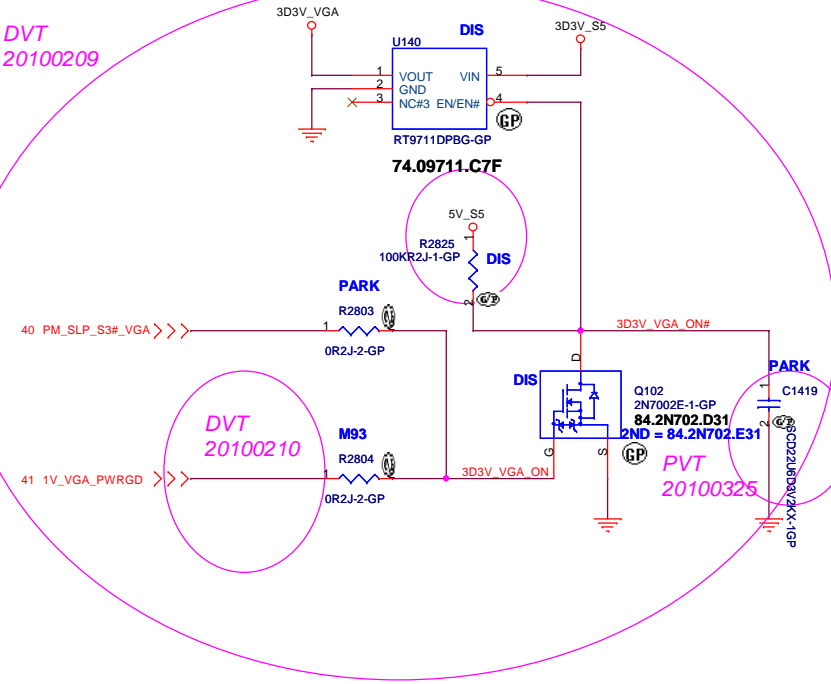 DVT
20100209
3D3V_VGA
U140
DIS
3D3V_S5
1 VOUT VIN 5
2 GND
3 NC#3 EN/EN# 4
GP
RT9711DPBG-GP
74.09711.C7F
5V_S5
1
R2825
100KR2J-1-GP
DIS
2
PARK
R2803
40 PM_SLP_S3#_VGA
1
0R2J-2-GP
3D3V_VGA_ON#
D
PARK
1
C1419
2
SCD22U6D3V2KX-1GP
DIS
Q102
2N7002E-1-GP
84.2N702.D31
2ND = 84.2N702.E31
G
S
GP
DVT
20100210
M93
R2804
41 1V_VGA_PWRGD
1
0R2J-2-GP
3D3V_VGA_ON
PVT
20100325